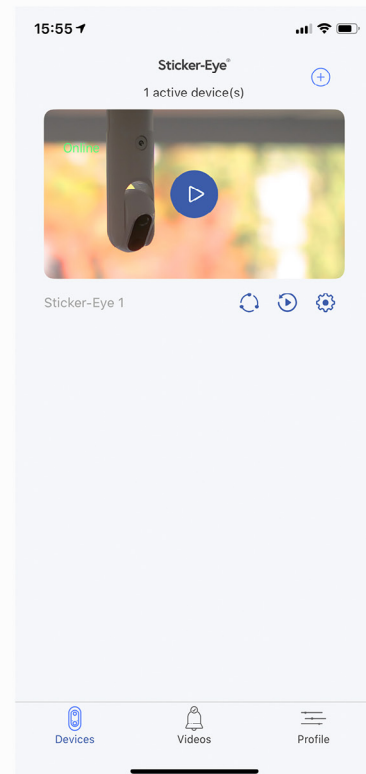 15:55
Sticker-Eye®
1 active device(s)
Online
Sticker-Eye 1
Devices
Videos
Profile